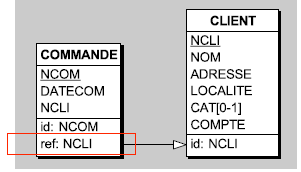 COMMANDE
NCOM
DATECOM
NCLI
id: NCOM
ref: NCLI
CLIENT
NCLI
NOM
ADRESSE
LOCALITE
CAT[0-1]
COMPTE
id: NCLI